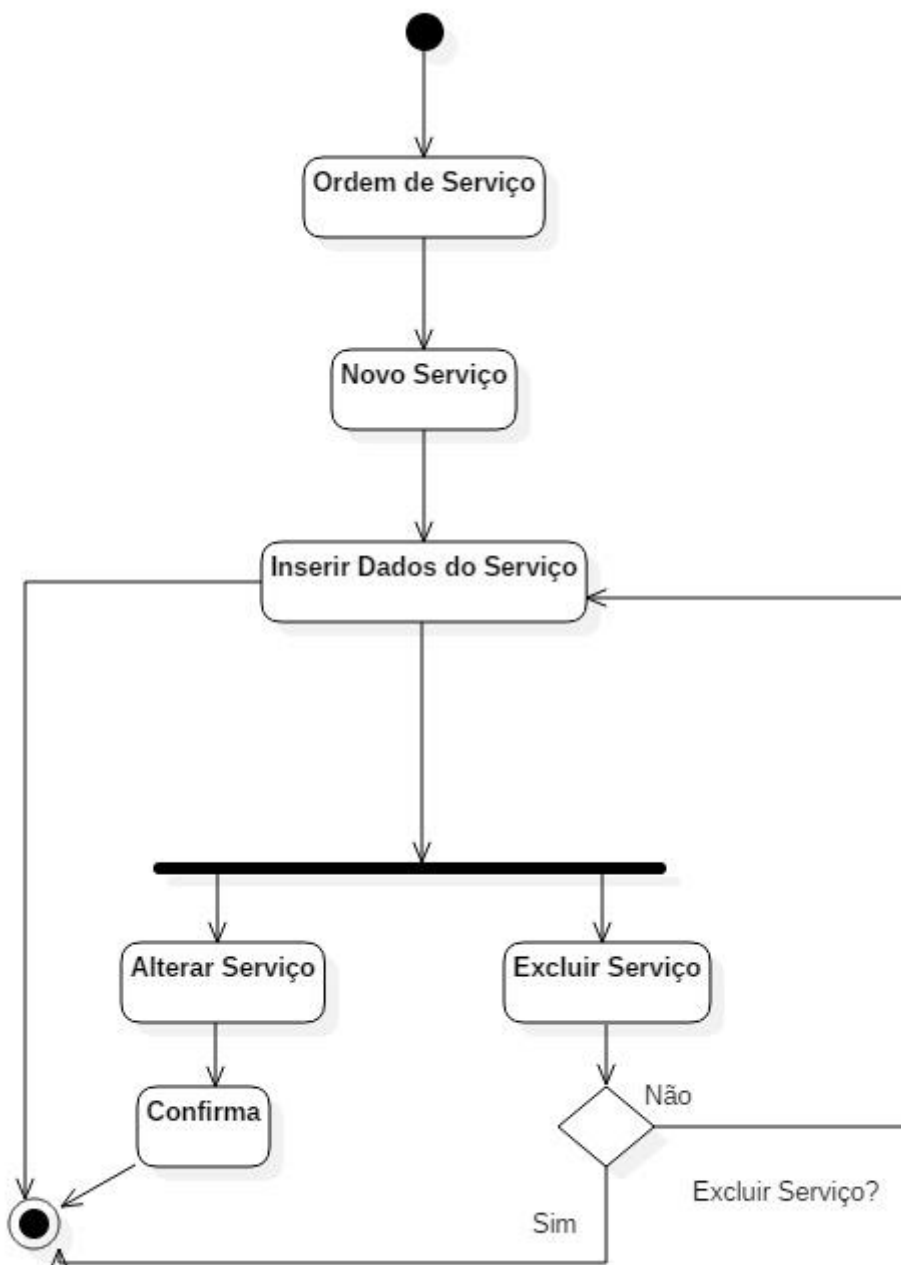 Ordem de Serviço
Novo Serviço
Inserir Dados do Serviço
Alterar Serviço
Excluir Serviço
Confirma
Não
Excluir Serviço?
Sim